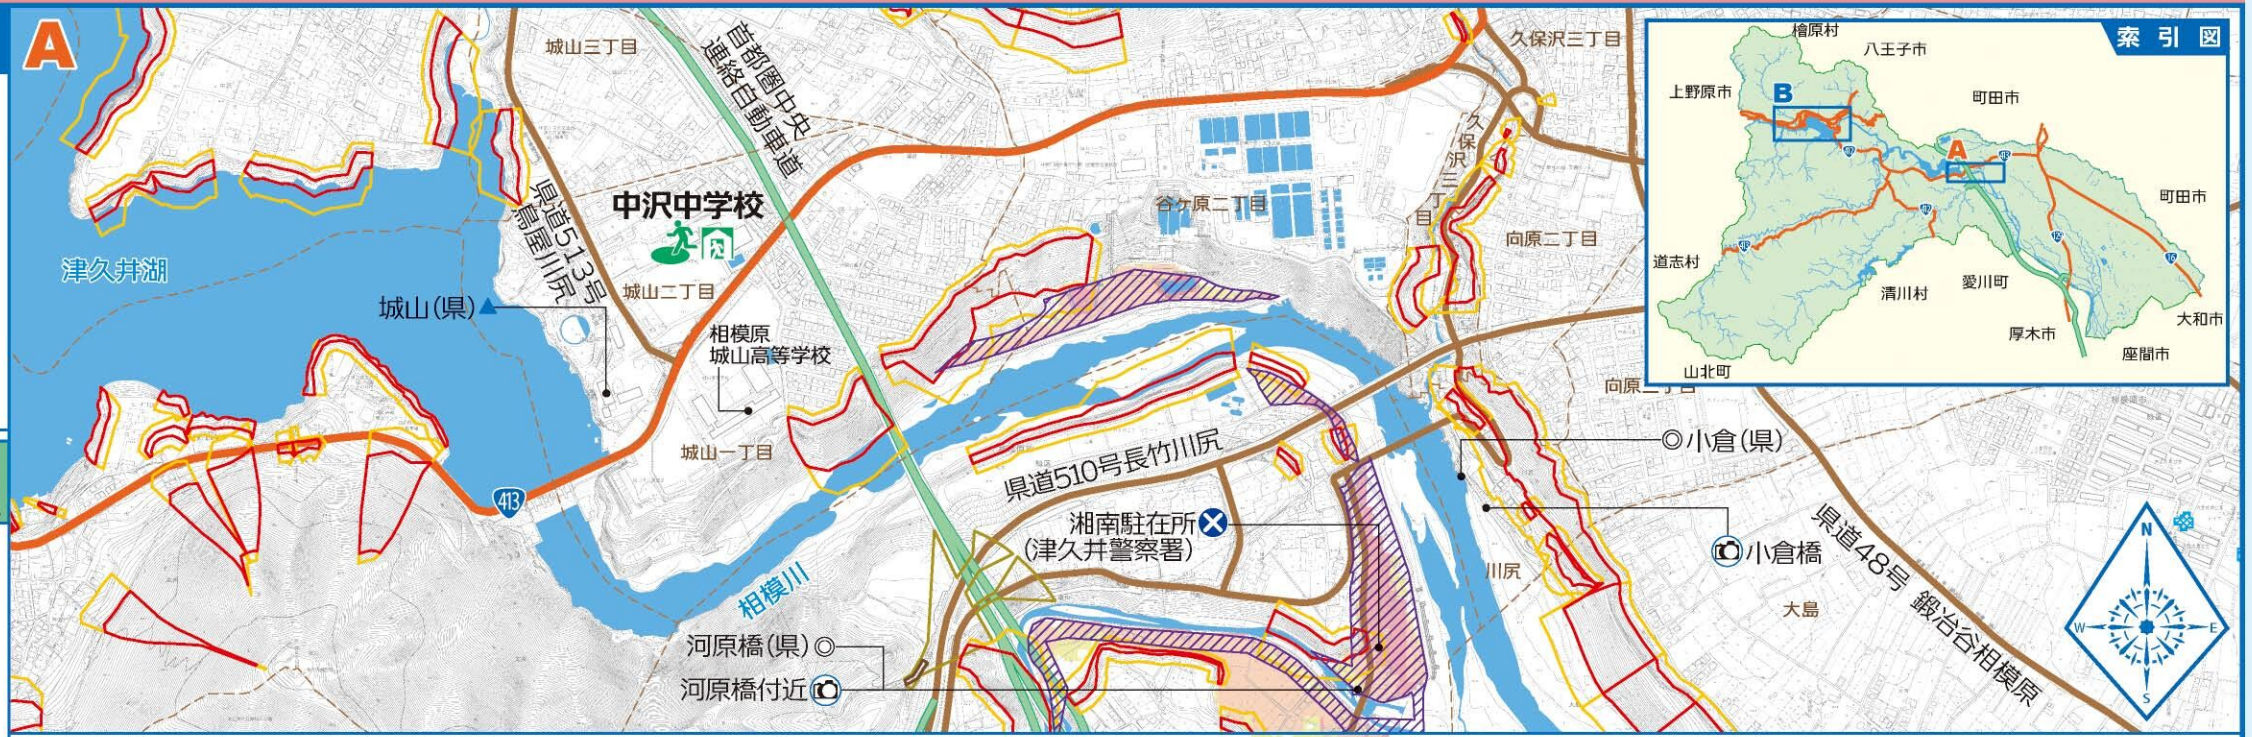 A
城山三丁目
首都圏中央
連絡自動車道
久保沢三丁目
県道513号
鳥屋川尻
中沢中学校
谷ヶ原二丁目
久保沢二丁目
向原二丁目
津久井湖
城山(県)
城山二丁目
相模原
城山高等学校
城山一丁目
向原三丁目
県道510号長竹川尻
小倉(県)
413
湘南駐在所
(津久井警察署)
小倉橋
川尻
大島
県道48号 鍛冶谷相模原
相模川
河原橋(県)
河原橋付近
N
W
E
S
索引図
檜原村
八王子市
上野原市
B
町田市
A
413
412
町田市
道志村
412
413
129
16
清川村
愛川町
厚木市
大和市
座間市
山北町